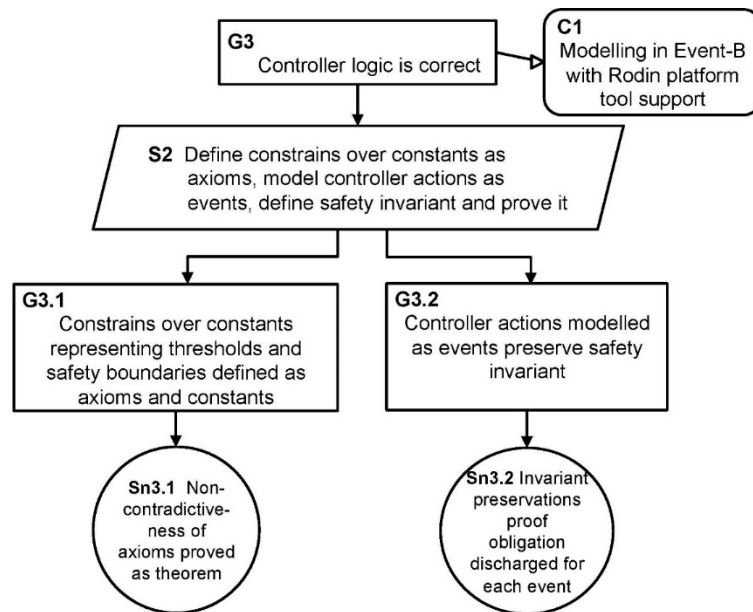 G3
Controller logic is correct
C1
Modelling in Event-B
with Rodin platform
tool support
S2 Define constrains over constants as
axioms, model controller actions as
events, define safety invariant and prove it
G3.1
Constrains over constants
representing thresholds and
safety boundaries defined as
axioms and constants
G3.2
Controller actions modelled
as events preserve safety
invariant
Sn3.1 Non-
contradictive-
ness of
axioms proved
as theorem
Sn3.2 Invariant
preservations
proof
obligation
discharged for
each event